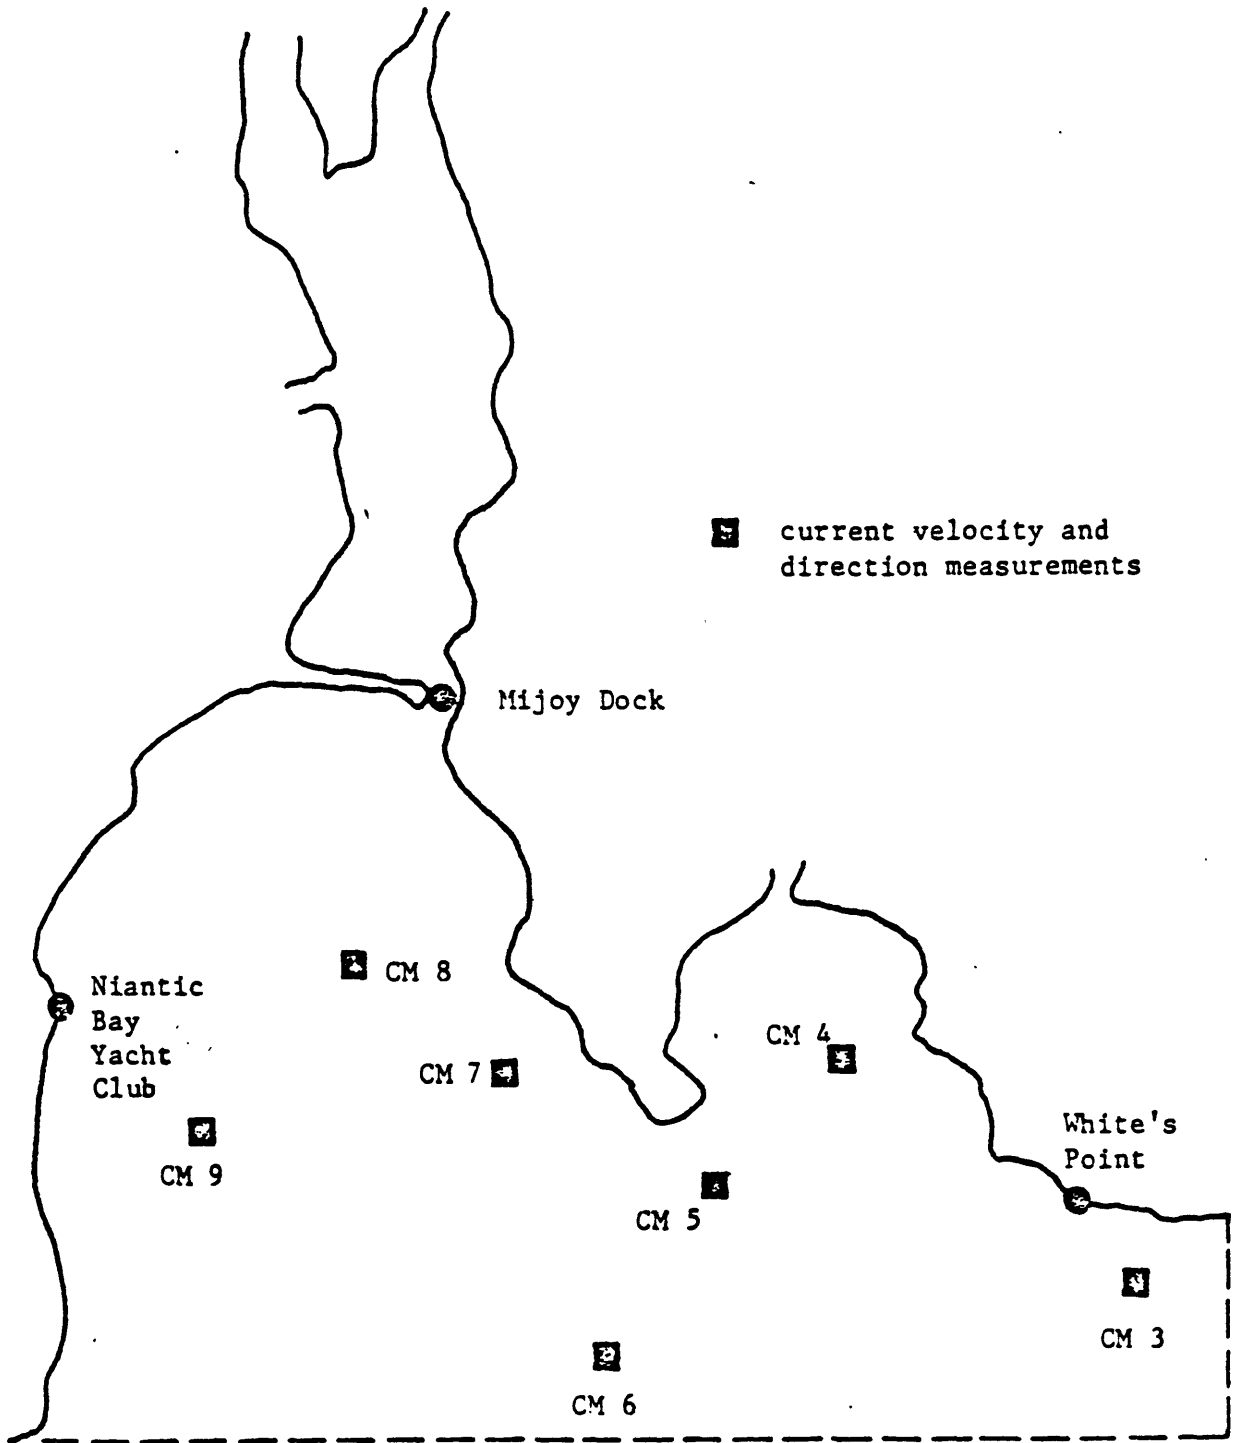 current velocity and
direction measurements
Mijoy Dock
CM 8
Niantic
Bay
Yacht
Club
CM 4
CM 7
White's
Point
CM 9
CM 5
CM 3
CM 6